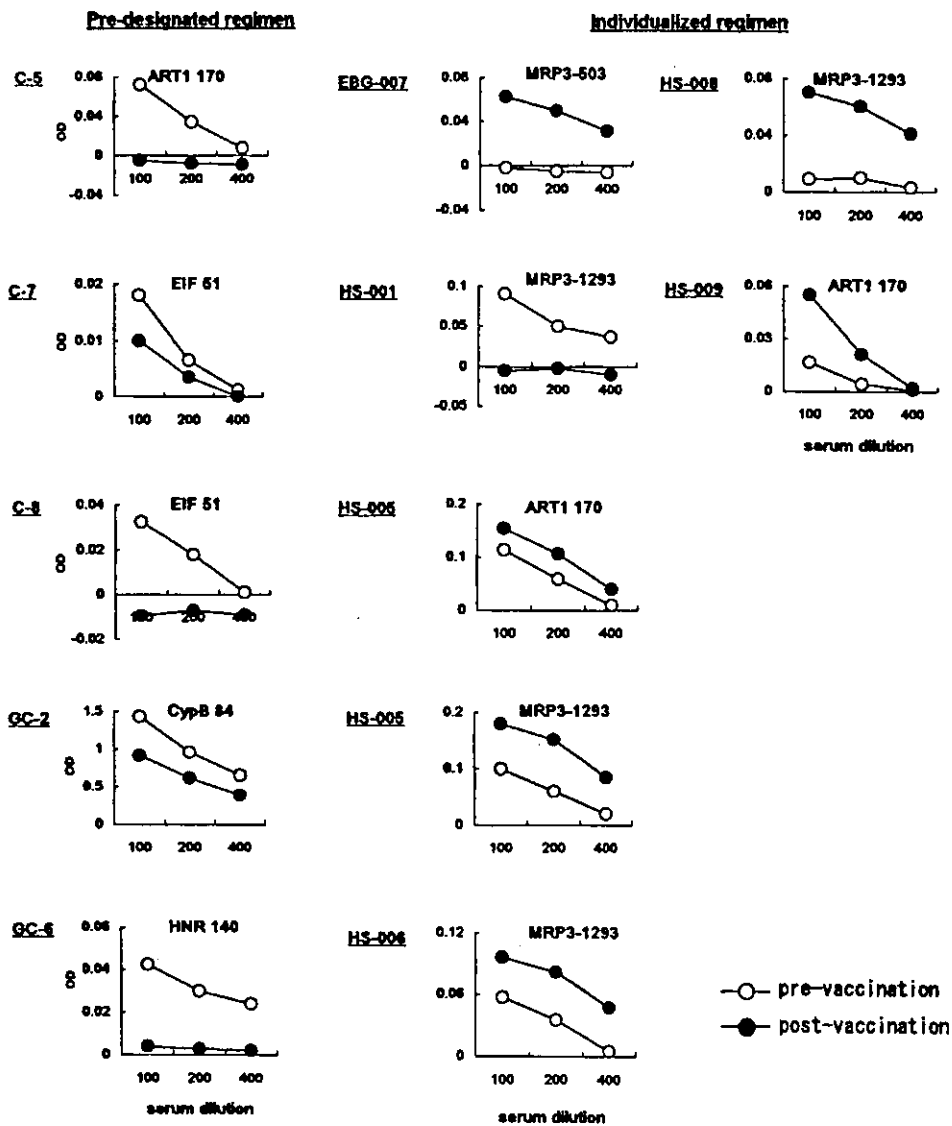 Pre-designated regimen
Individualized regimen
C-5
ART1 170
0.08
0.04
0
-0.04
OD
100 200 400
EBG-007
MRP3-503
0.08
0.04
0
-0.04
100 200 400
HS-008
MRP3-1293
0.08
0.04
0
100 200 400
C-7
EIF 51
0.02
0.01
0
OD
100 200 400
HS-001
MRP3-1293
0.1
0.05
0
-0.05
100 200 400
HS-009
ART1 170
0.06
0.03
0
100 200 400
serum dilution
C-8
EIF 51
0.04
0.02
0
-0.02
OD
100 200 400
HS-005
ART1 170
0.2
0.1
0
100 200 400
GC-2
CypB 84
1.5
1
0.5
0
OD
100 200 400
HS-005
MRP3-1293
0.2
0.1
0
100 200 400
GC-6
HNR 140
0.06
0.04
0.02
0
OD
100 200 400
serum dilution
HS-006
MRP3-1293
0.12
0.06
0
100 200 400
serum dilution
pre-vaccination
post-vaccination